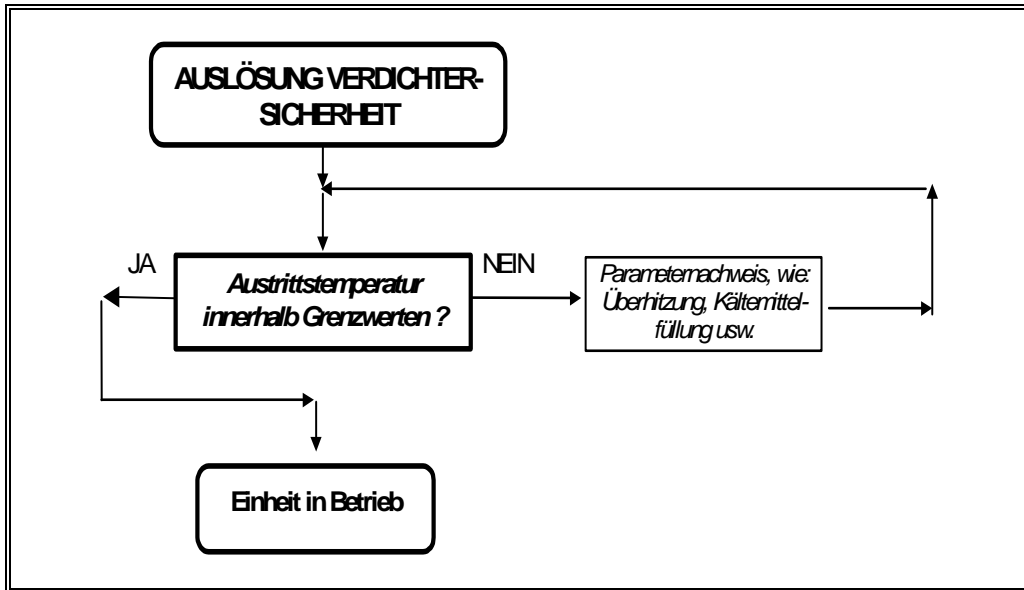 AUSLÖSUNG VERDICHTER-
SICHERHEIT
JA
Austrittstemperatur
innerhalb Grenzwerten ?
NEIN
Parameternachweis, wie:
Überhitzung, Kältemittel-
füllung usw.
Einheit in Betrieb